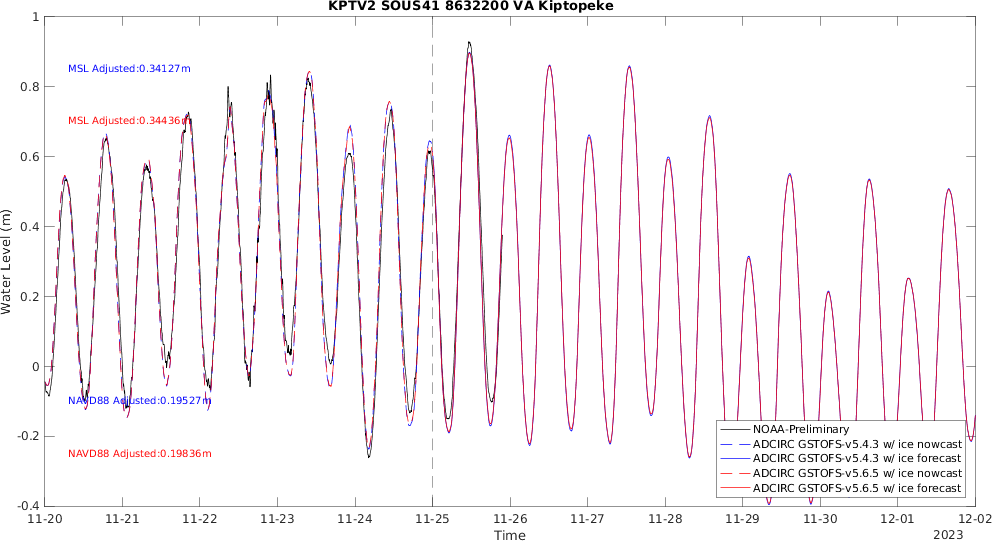 KPTV2 SOUS41 8632200 VA Kiptopeke
Water Level (m)
1
0.8
0.6
0.4
0.2
0
-0.2
-0.4
MSL Adjusted:0.34127m
MSL Adjusted:0.34436m
NAVD88 Adjusted:0.19527m
NAVD88 Adjusted:0.19836m
NOAA-Preliminary
ADCIRC GSTOFS-v5.4.3 w/ ice nowcast
ADCIRC GSTOFS-v5.4.3 w/ ice forecast
ADCIRC GSTOFS-v5.6.5 w/ ice nowcast
ADCIRC GSTOFS-v5.6.5 w/ ice forecast
11-20 11-21 11-22 11-23 11-24 11-25 11-26 11-27 11-28 11-29 11-30 12-01 12-02
Time
2023